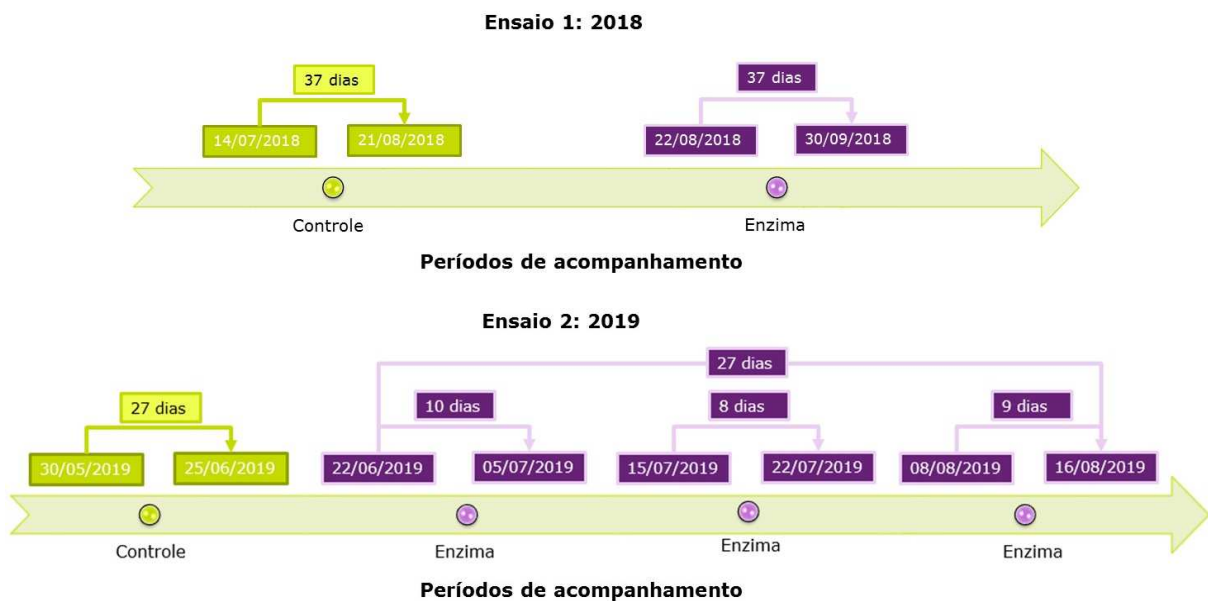 Ensaio 1: 2018
37 dias
37 dias
14/07/2018
21/08/2018
22/08/2018
30/09/2018
Controle
Enzima
Períodos de acompanhamento
Ensaio 2: 2019
27 dias
27 dias
10 dias
8 dias
9 dias
30/05/2019
25/06/2019
22/06/2019
05/07/2019
15/07/2019
22/07/2019
08/08/2019
16/08/2019
Controle
Enzima
Enzima
Enzima
Períodos de acompanhamento